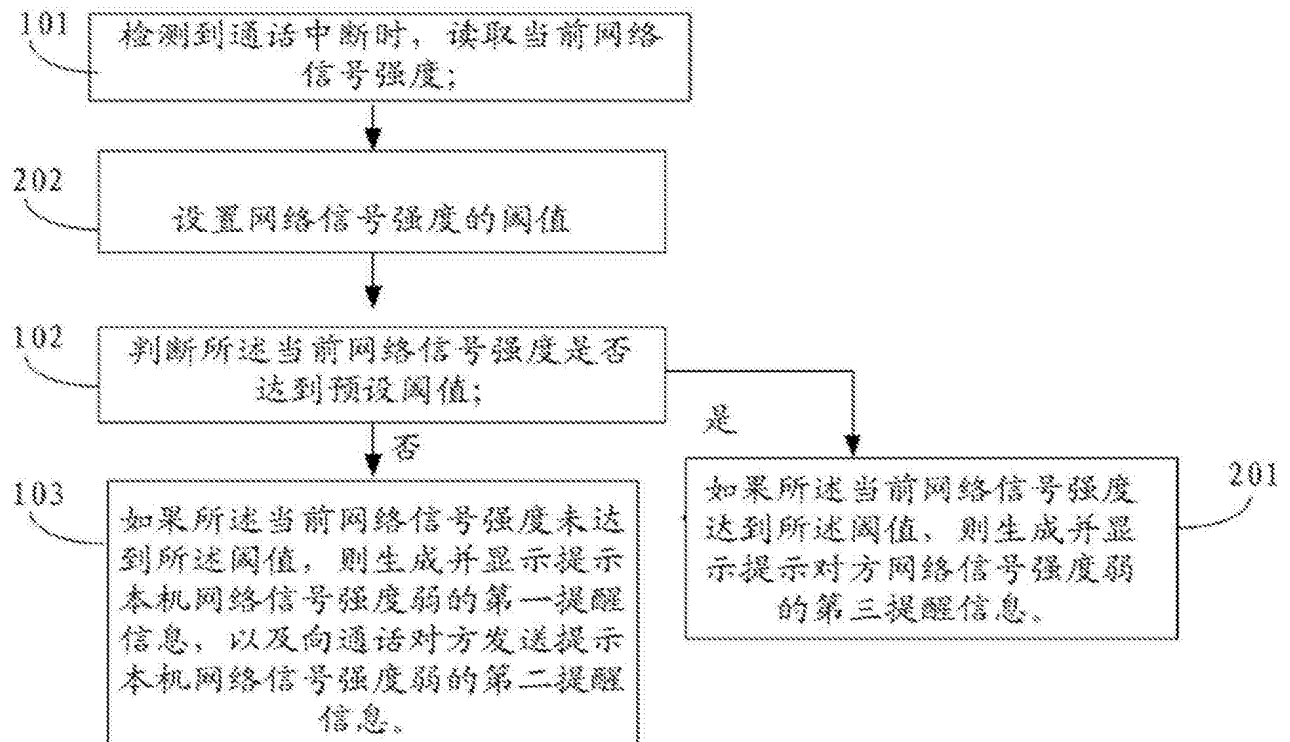 101
检测到通话中断时，读取当前网络
信号强度；
202
设置网络信号强度的阈值
102
判断所述当前网络信号强度是否
达到预设阈值；
否
是
103
如果所述当前网络信号强度未达
到所述阈值，则生成并显示提示
本机网络信号强度弱的第一提醒
信息，以及向通话对方发送提示
本机网络信号强度弱的第二提醒
信息。
201
如果所述当前网络信号强度
达到所述阈值，则生成并显
示提示对方网络信号强度弱
的第三提醒信息。